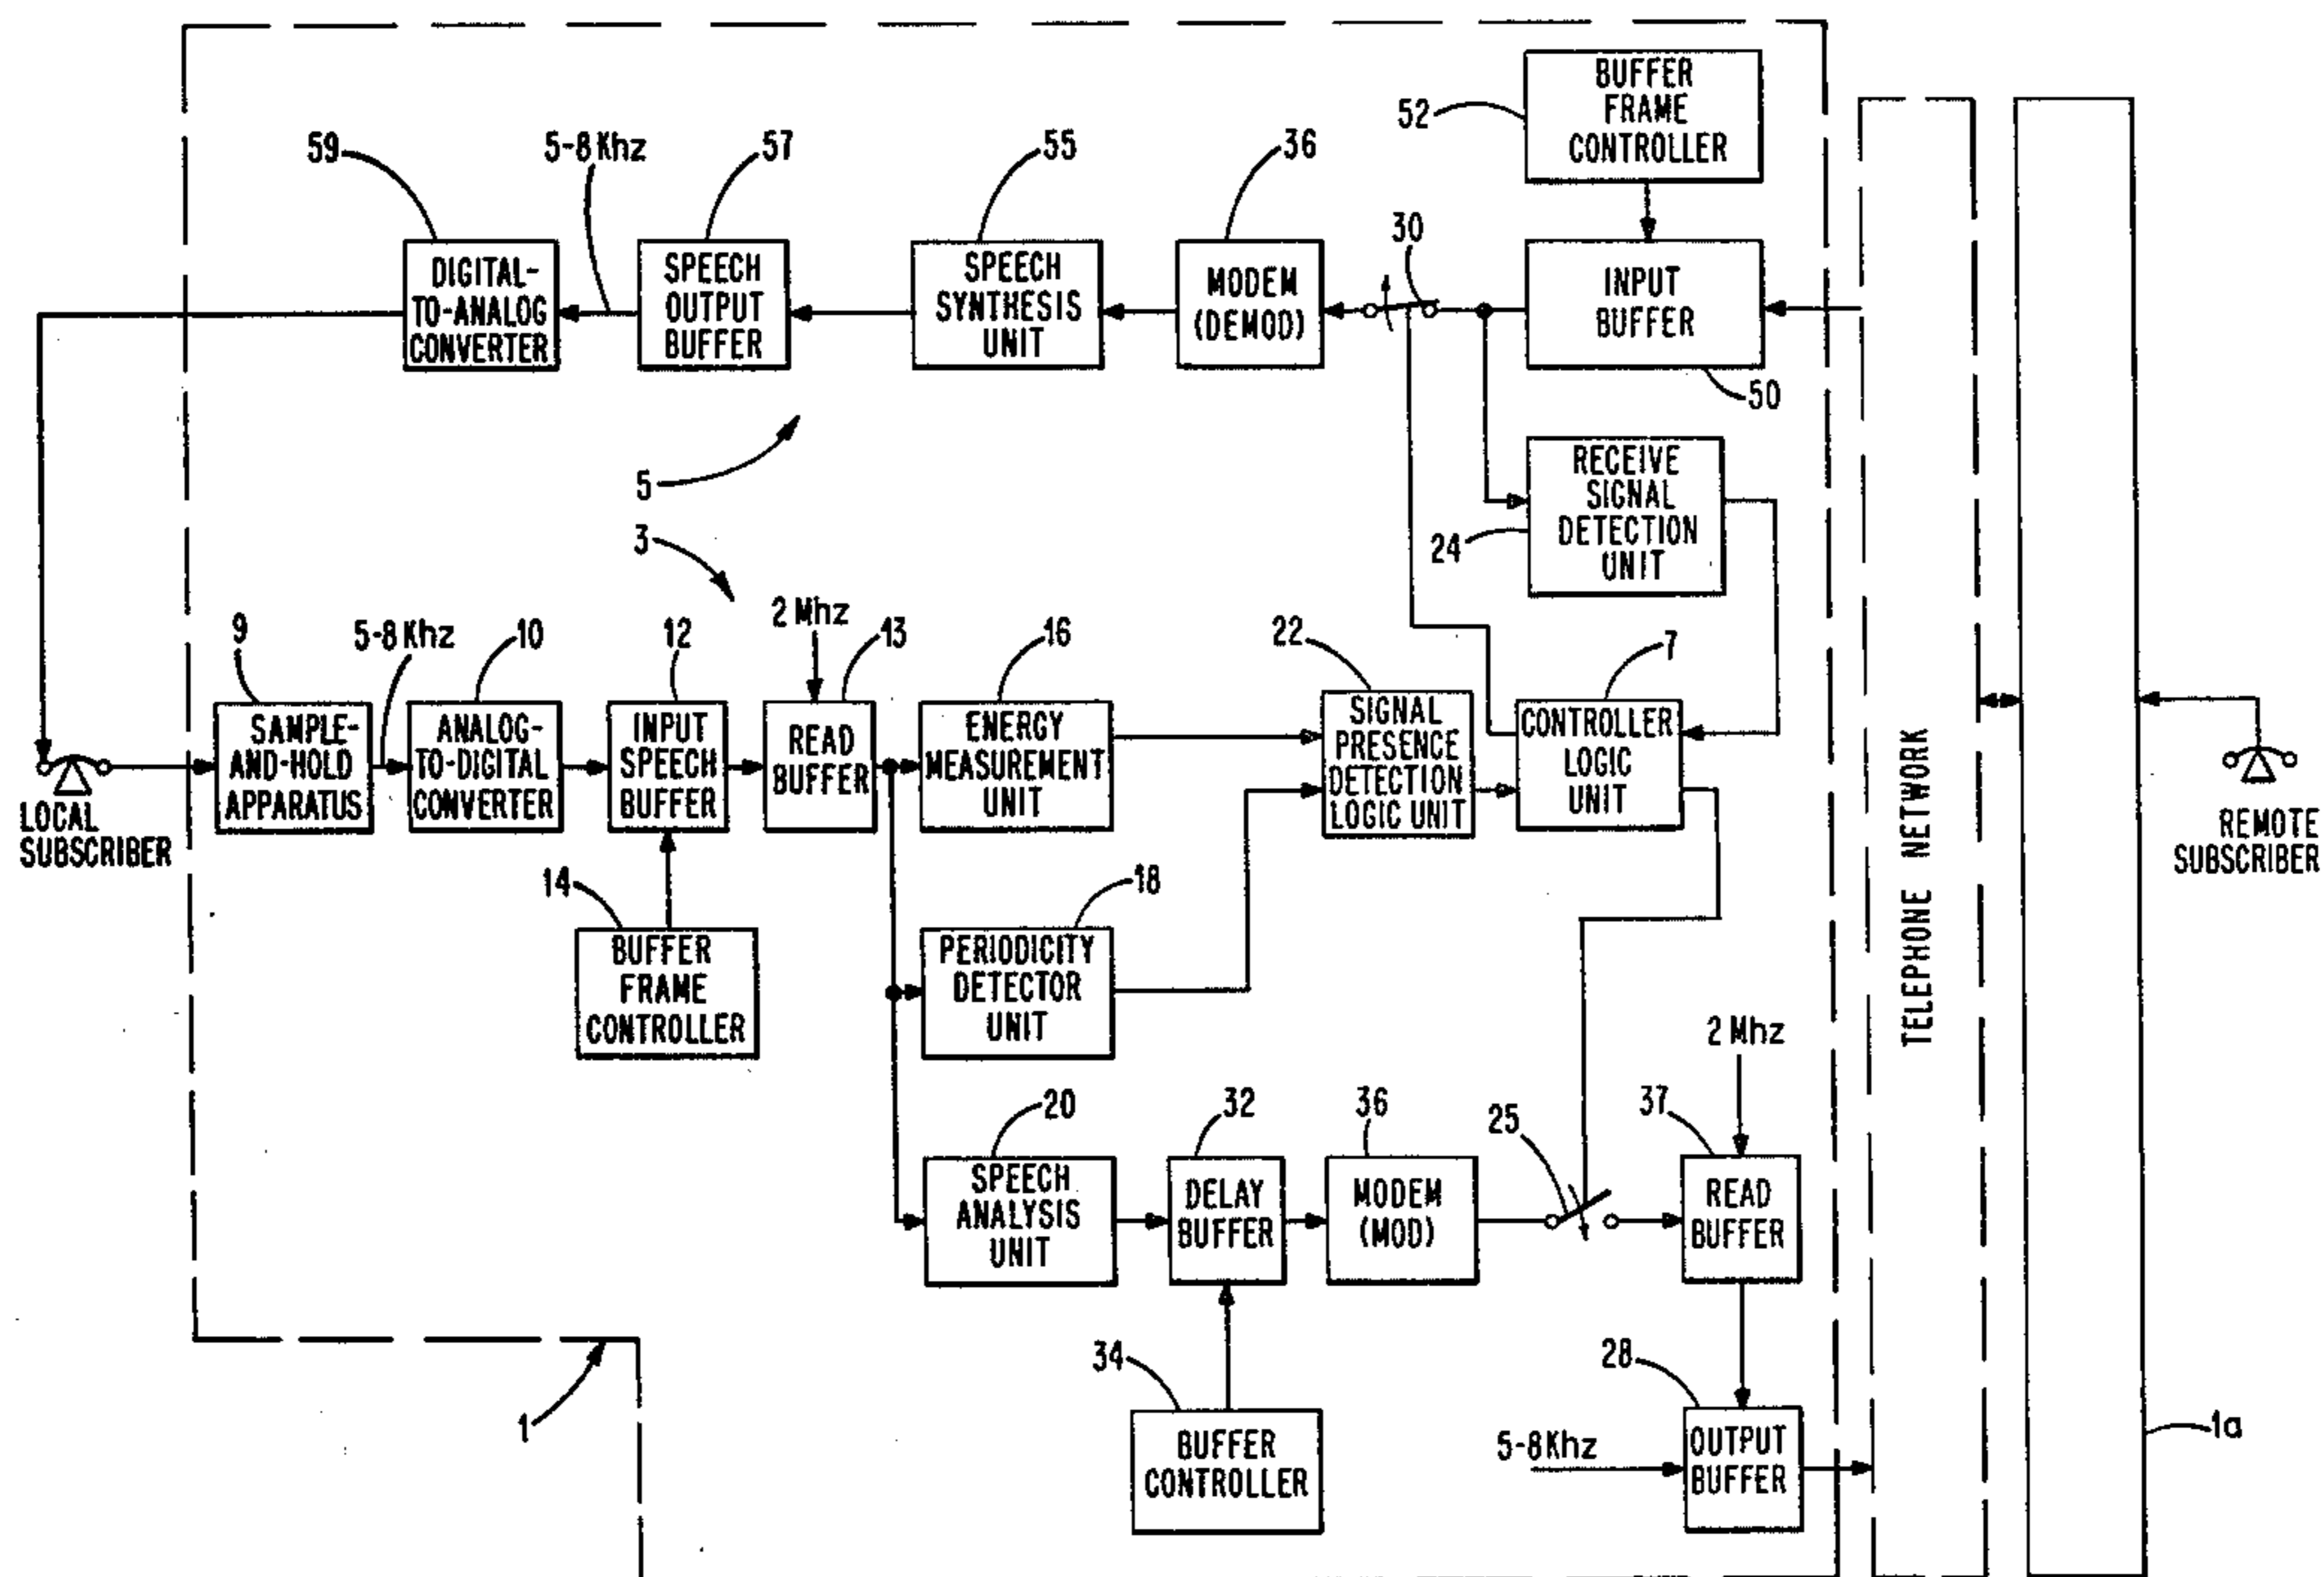 BUFFER
FRAME
CONTROLLER
52
59
5-8 Khz
57
55
36
30
DIGITAL-
TO-ANALOG
CONVERTER
SPEECH
OUTPUT
BUFFER
SPEECH
SYNTHESIS
UNIT
MODEM
(DEMOD)
INPUT
BUFFER
50
5
3
RECEIVE
SIGNAL
DETECTION
UNIT
24
9
5-8 Khz
10
12
2 Mhz
13
16
22
7
SAMPLE-
AND-HOLD
APPARATUS
ANALOG-
TO-DIGITAL
CONVERTER
INPUT
SPEECH
BUFFER
READ
BUFFER
ENERGY
MEASUREMENT
UNIT
SIGNAL
PRESENCE
DETECTION
LOGIC UNIT
CONTROLLER
LOGIC
UNIT
LOCAL
SUBSCRIBER
TELEPHONE NETWORK
REMOTE
SUBSCRIBER
14
BUFFER
FRAME
CONTROLLER
18
PERIODICITY
DETECTOR
UNIT
2 Mhz
20
32
36
25
37
SPEECH
ANALYSIS
UNIT
DELAY
BUFFER
MODEM
(MOD)
READ
BUFFER
1
34
BUFFER
CONTROLLER
28
5-8Khz
OUTPUT
BUFFER
1a